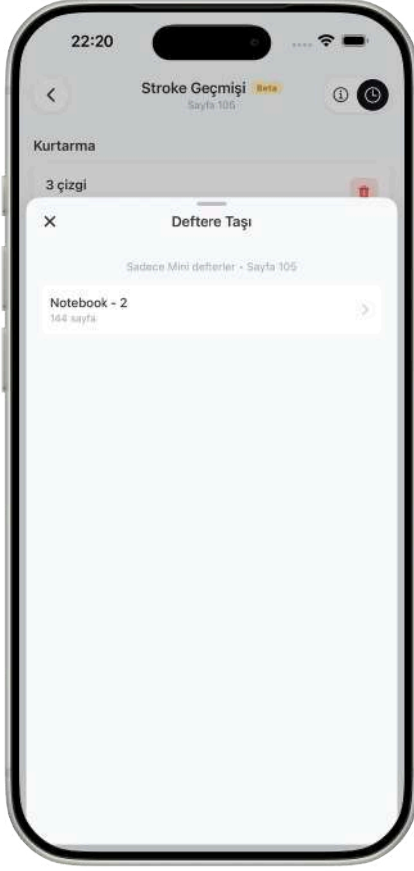 22:20
Stroke Geçmişi Beta
Sayfa 105
Kurtarma
3 çizgi
Deftere Taşı
Sadece Mini defterler - Sayfa 105
Notebook - 2
144 sayfa